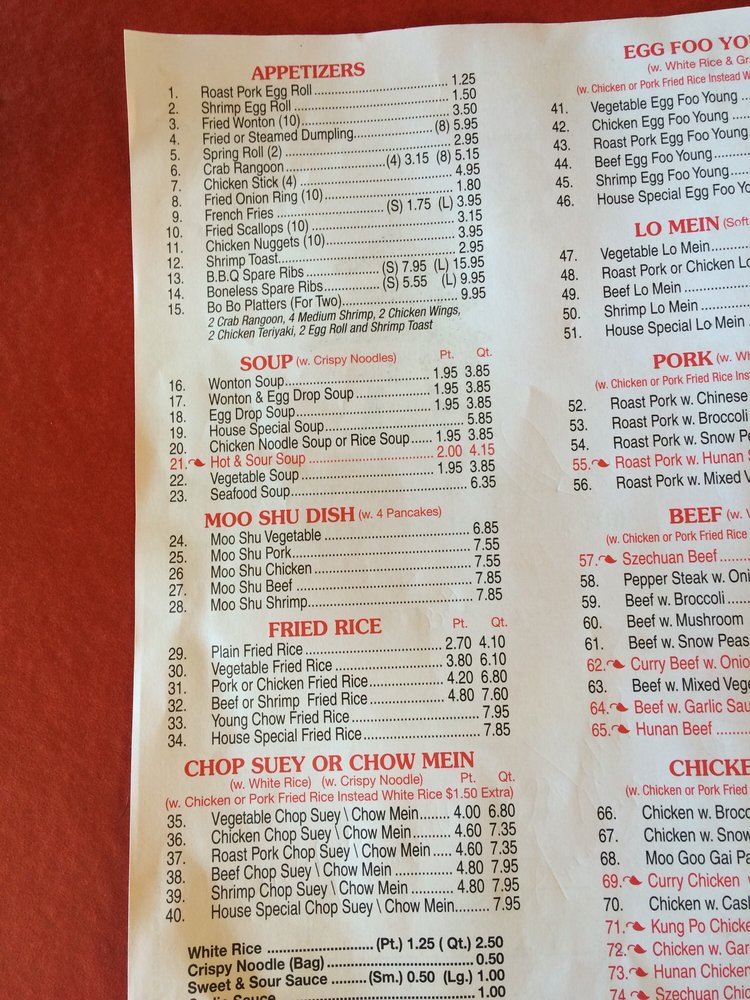 APPETIZERS
1. Roast Pork Egg Roll 1.25
2. Shrimp Egg Roll 1.50
3. Fried Wonton (10) 3.50
4. Fried or Steamed Dumpling (8) 5.95
5. Spring Roll (2) 2.95
6. Crab Rangoon (4) 3.15 (8) 5.15
7. Chicken Stick (4) 4.95
8. Fried Onion Ring (10) 1.80
9. French Fries (S) 1.75 (L) 3.95
10. Fried Scallops (10) 3.15
11. Chicken Nuggets (10) 3.95
12. Shrimp Toast 2.95
13. B.B.Q Spare Ribs (S) 7.95 (L) 15.95
14. Boneless Spare Ribs (S) 5.55 (L) 9.95
15. Bo Bo Platters (For Two) 9.95
2 Crab Rangoon, 4 Medium Shrimp, 2 Chicken Wings,
2 Chicken Teriyaki, 2 Egg Roll and Shrimp Toast
SOUP (w. Crispy Noodles) Pt. Qt.
16. Wonton Soup 1.95 3.85
17. Wonton & Egg Drop Soup 1.95 3.85
18. Egg Drop Soup 1.95 3.85
19. House Special Soup 5.85
20. Chicken Noodle Soup or Rice Soup 1.95 3.85
21. Hot & Sour Soup 2.00 4.15
22. Vegetable Soup 1.95 3.85
23. Seafood Soup 6.35
MOO SHU DISH (w. 4 Pancakes)
24. Moo Shu Vegetable 6.85
25. Moo Shu Pork 7.55
26 Moo Shu Chicken 7.55
27. Moo Shu Beef 7.85
28. Moo Shu Shrimp 7.85
FRIED RICE Pt. Qt.
29. Plain Fried Rice 2.70 4.10
30. Vegetable Fried Rice 3.80 6.10
31. Pork or Chicken Fried Rice 4.20 6.80
32. Beef or Shrimp Fried Rice 4.80 7.60
33. Young Chow Fried Rice 7.95
34. House Special Fried Rice 7.85
CHOP SUEY OR CHOW MEIN
(w. White Rice) (w. Crispy Noodle) Pt. Qt.
(w. Chicken or Pork Fried Rice Instead White Rice $1.50 Extra)
35. Vegetable Chop Suey \ Chow Mein 4.00 6.80
36. Chicken Chop Suey \ Chow Mein 4.60 7.35
37. Roast Pork Chop Suey \ Chow Mein 4.60 7.35
38. Beef Chop Suey \ Chow Mein 4.80 7.95
39. Shrimp Chop Suey \ Chow Mein 4.80 7.95
40. House Special Chop Suey \ Chow Mein 7.95
White Rice (Pt.) 1.25 ( Qt.) 2.50
Crispy Noodle (Bag) 0.50
Sweet & Sour Sauce (Sm.) 0.50 (Lg.) 1.00
Garlic Sauce 1.00
EGG FOO YO
(w. White Rice & Gr
(w. Chicken or Pork Fried Rice Instead W
41. Vegetable Egg Foo Young
42. Chicken Egg Foo Young
43. Roast Pork Egg Foo Young
44. Beef Egg Foo Young
45. Shrimp Egg Foo Young
46. House Special Egg Foo Yo
LO MEIN (Soft
47. Vegetable Lo Mein
48. Roast Pork or Chicken Lo
49. Beef Lo Mein
50. Shrimp Lo Mein
51. House Special Lo Mein
PORK (w. Wh
(w. Chicken or Pork Fried Rice Ins
52. Roast Pork w. Chinese
53. Roast Pork w. Broccoli
54. Roast Pork w. Snow Pe
55. Roast Pork w. Hunan S
56. Roast Pork w. Mixed V
BEEF (w.
(w. Chicken or Pork Fried Rice
57. Szechuan Beef
58. Pepper Steak w. Oni
59. Beef w. Broccoli
60. Beef w. Mushroom
61. Beef w. Snow Peas
62. Curry Beef w. Onio
63. Beef w. Mixed Vege
64. Beef w. Garlic Sau
65. Hunan Beef
CHICKE
(w. Chicken or Pork Fried
66. Chicken w. Brocc
67. Chicken w. Snow
68. Moo Goo Gai Pa
69. Curry Chicken
70. Chicken w. Cash
71. Kung Po Chicke
72. Chicken w. Gar
73. Hunan Chicken
74 Szechuan Chic